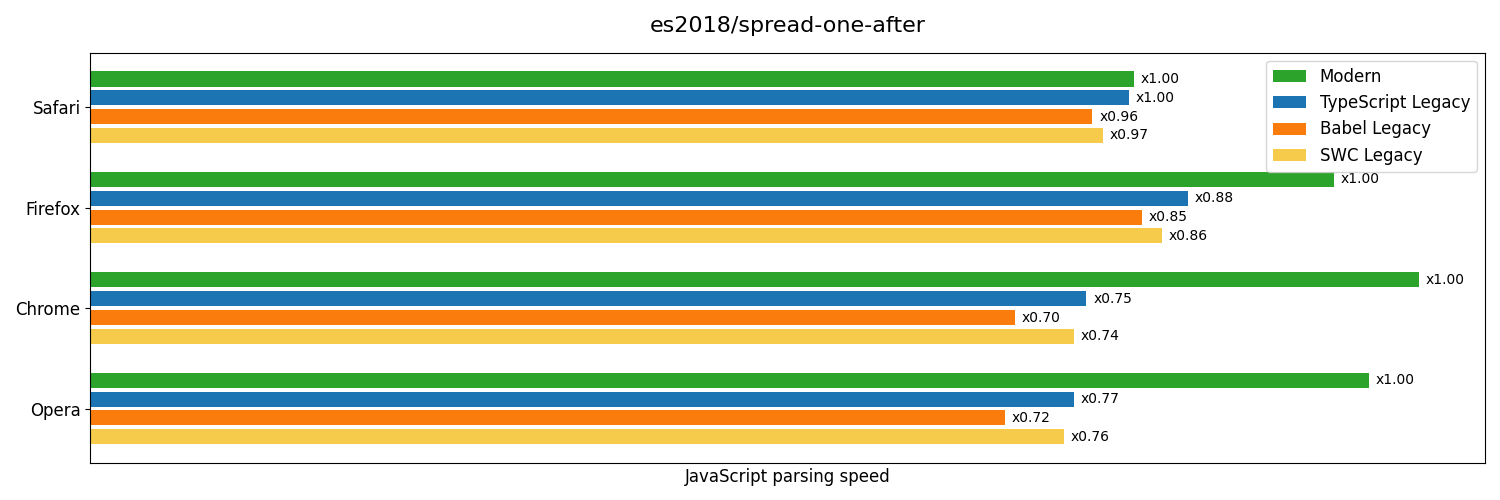 es2018/spread-one-after
Safari
x1.00
x1.00
x0.96
x0.97
Modern
TypeScript Legacy
Babel Legacy
SWC Legacy
Firefox
x1.00
x0.88
x0.85
x0.86
Chrome
x1.00
x0.75
x0.70
x0.74
Opera
x1.00
x0.77
x0.72
x0.76
JavaScript parsing speed